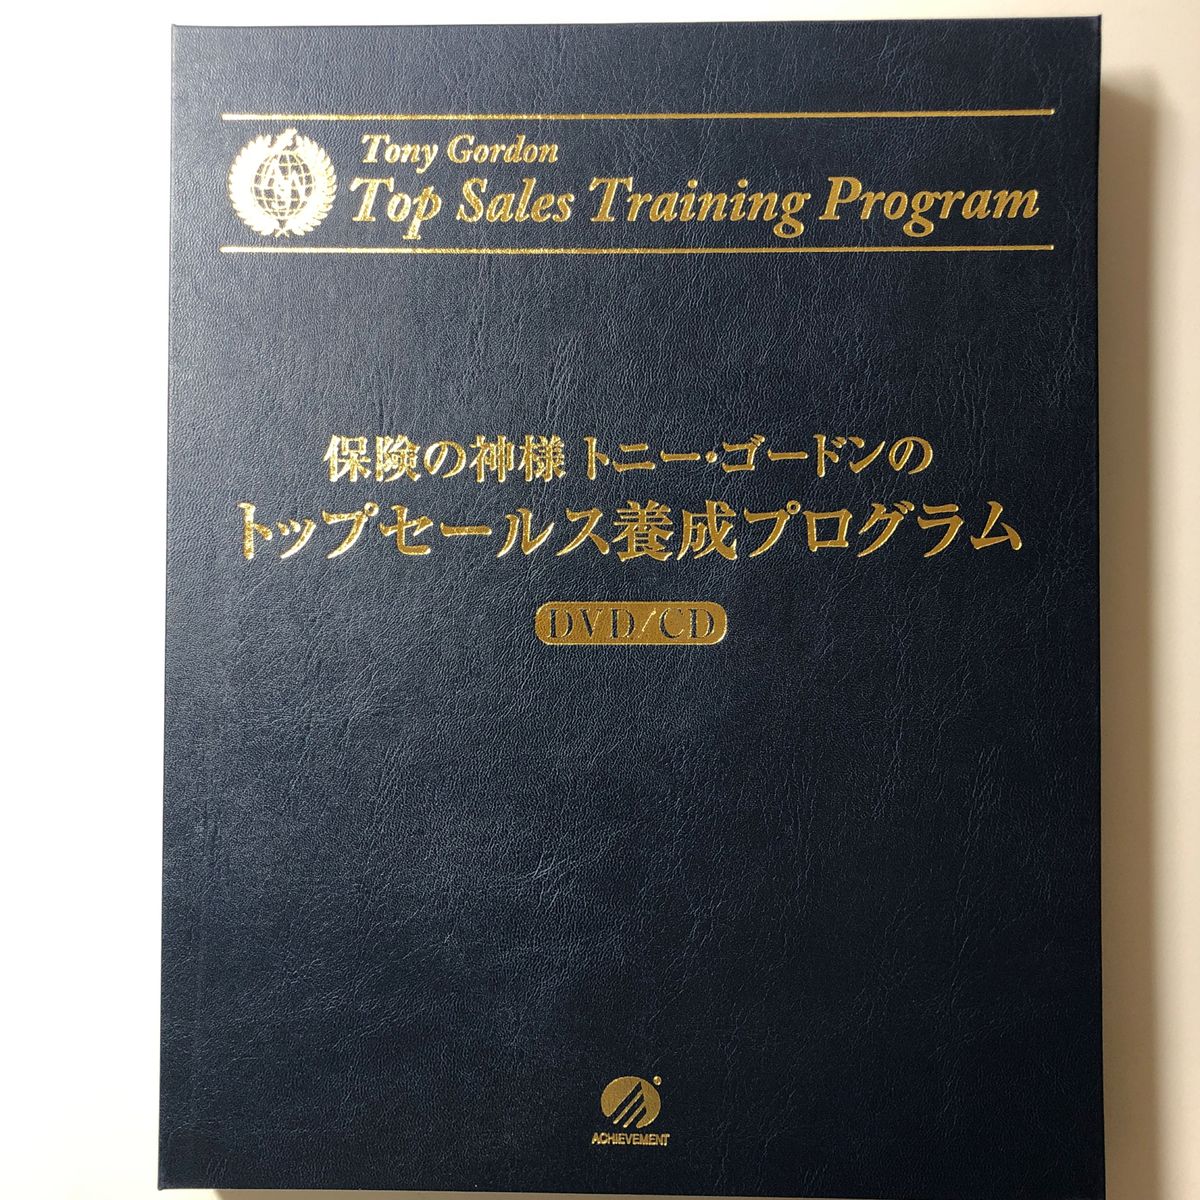 Tony Gordon
Top Sales Training Program
保険の神様 トニー・ゴードンの
トップセールス養成プログラム
DVD/CD
ACHIEVEMENT